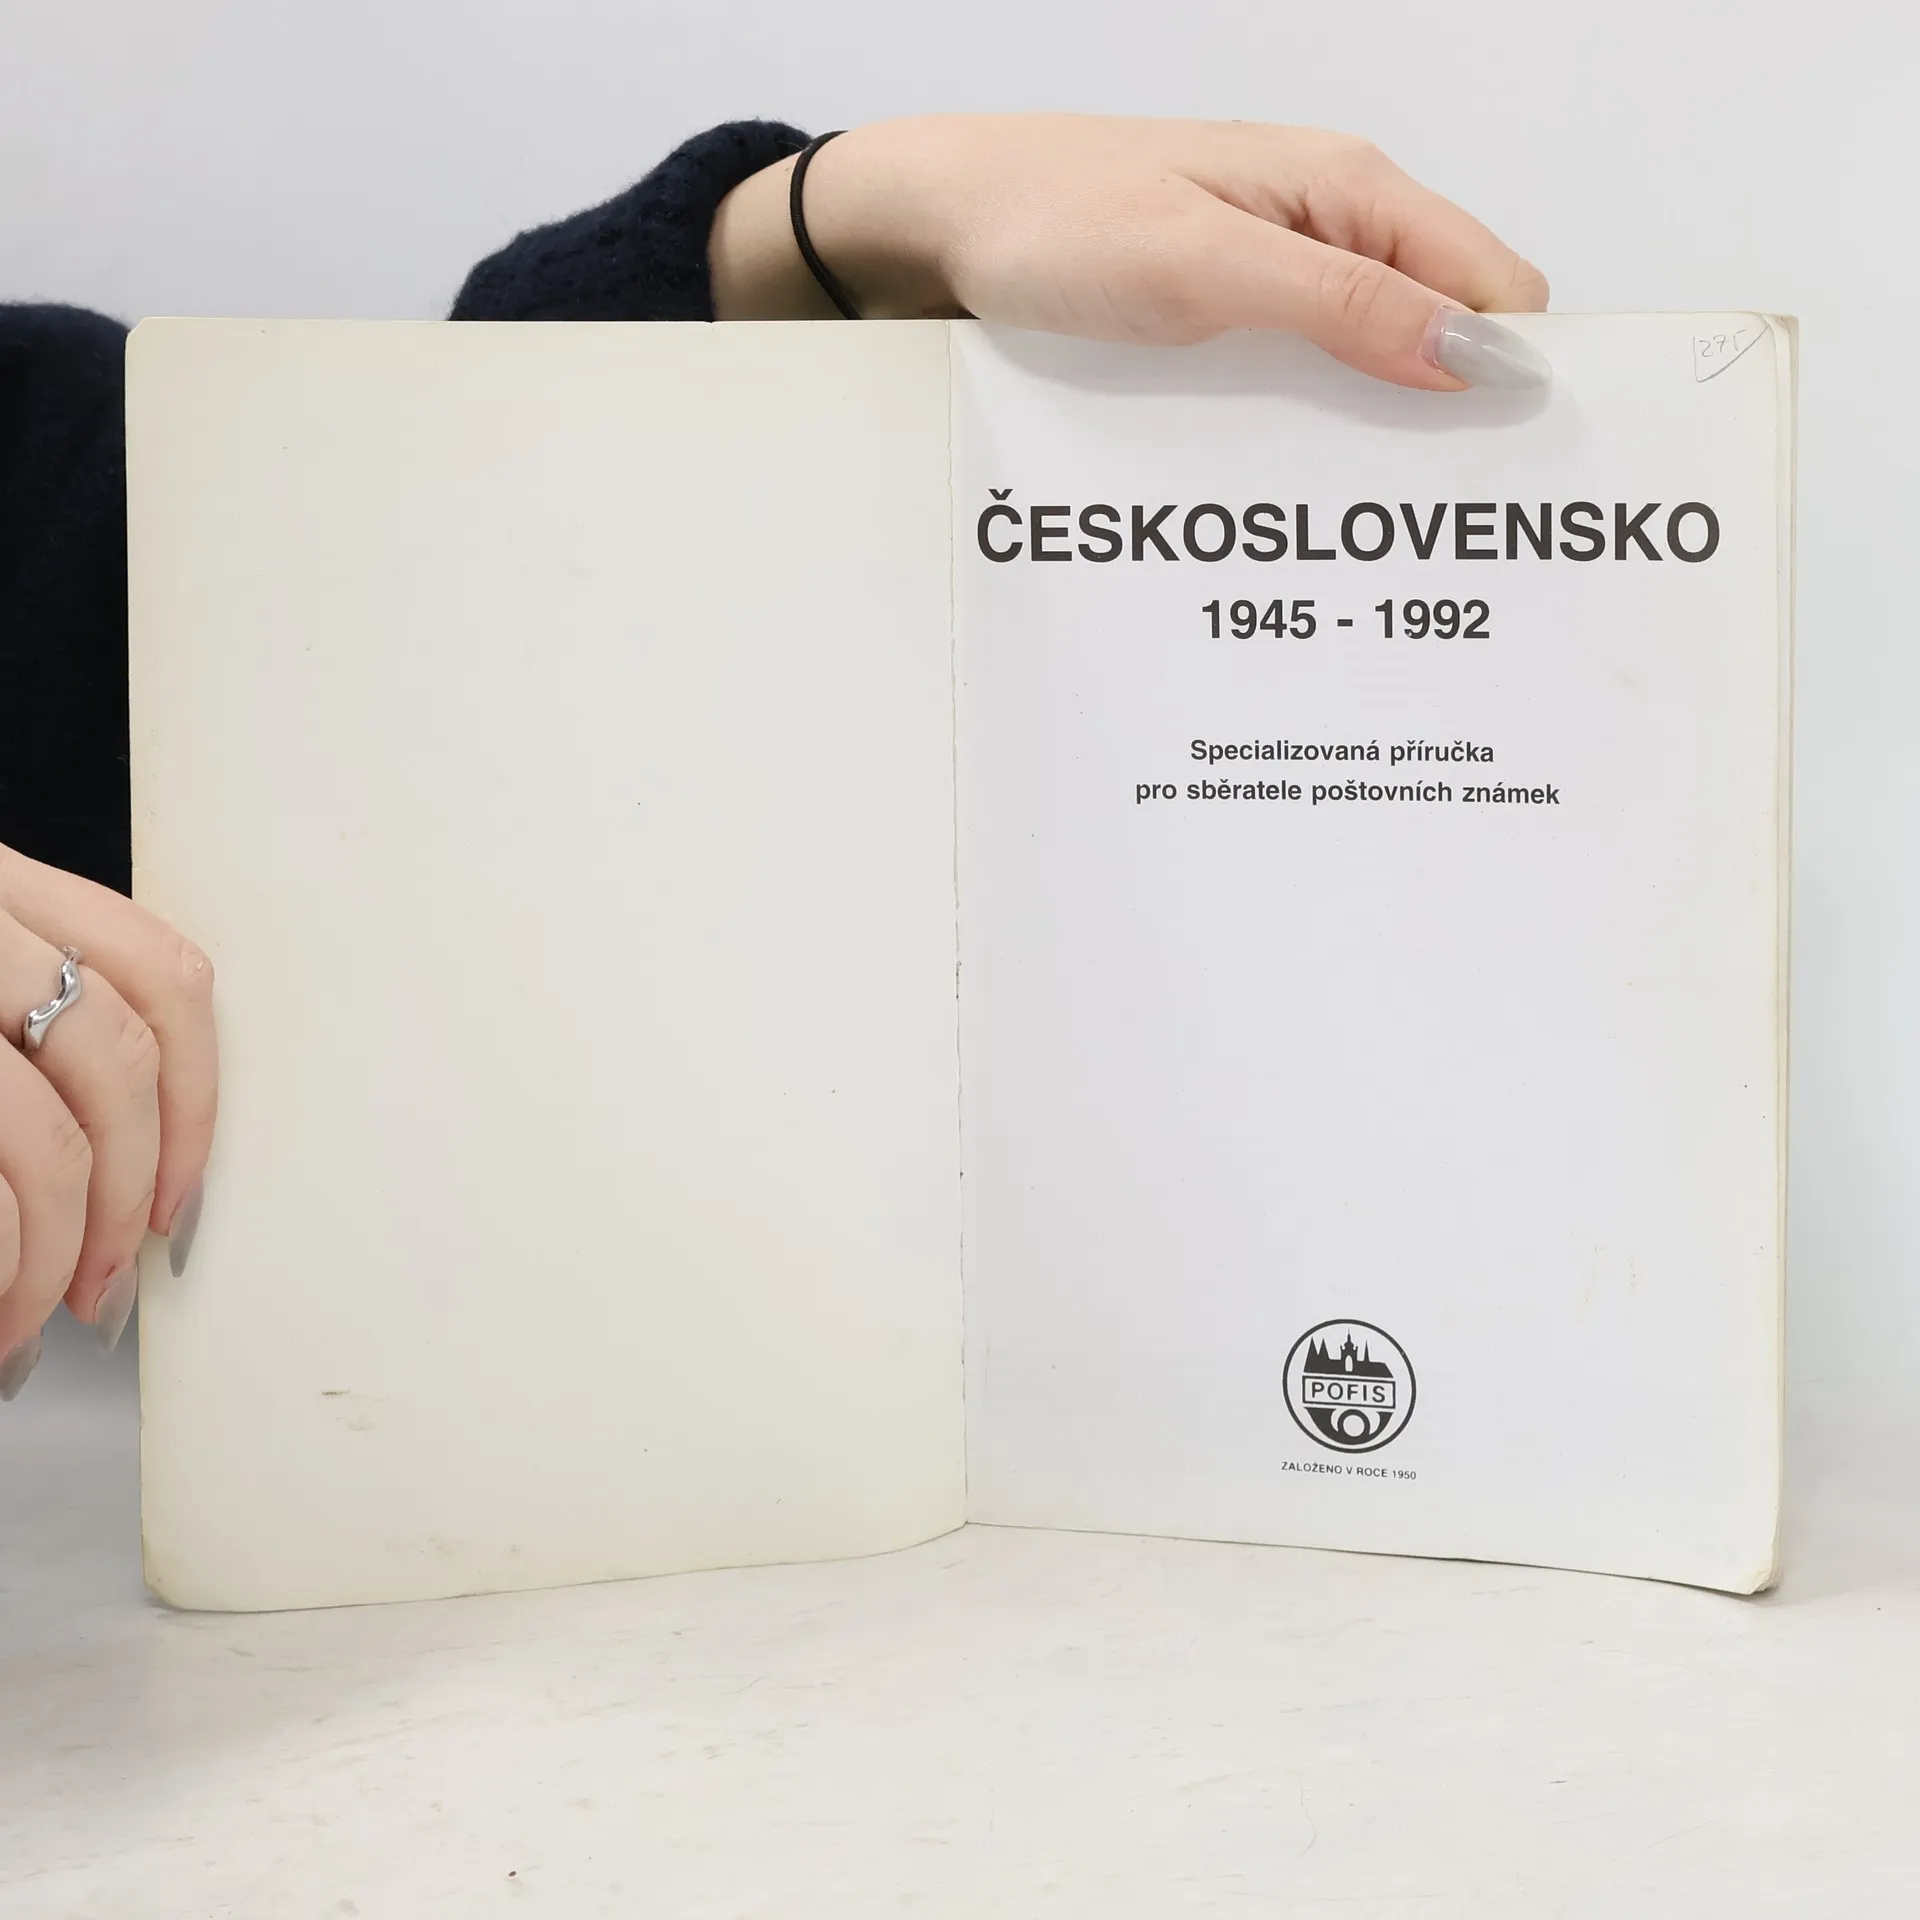 ČESKOSLOVENSKO
1945 - 1992
Specializovaná příručka
pro sběratele poštovních známek
POFIS
ZALOŽENO V ROCE 1950